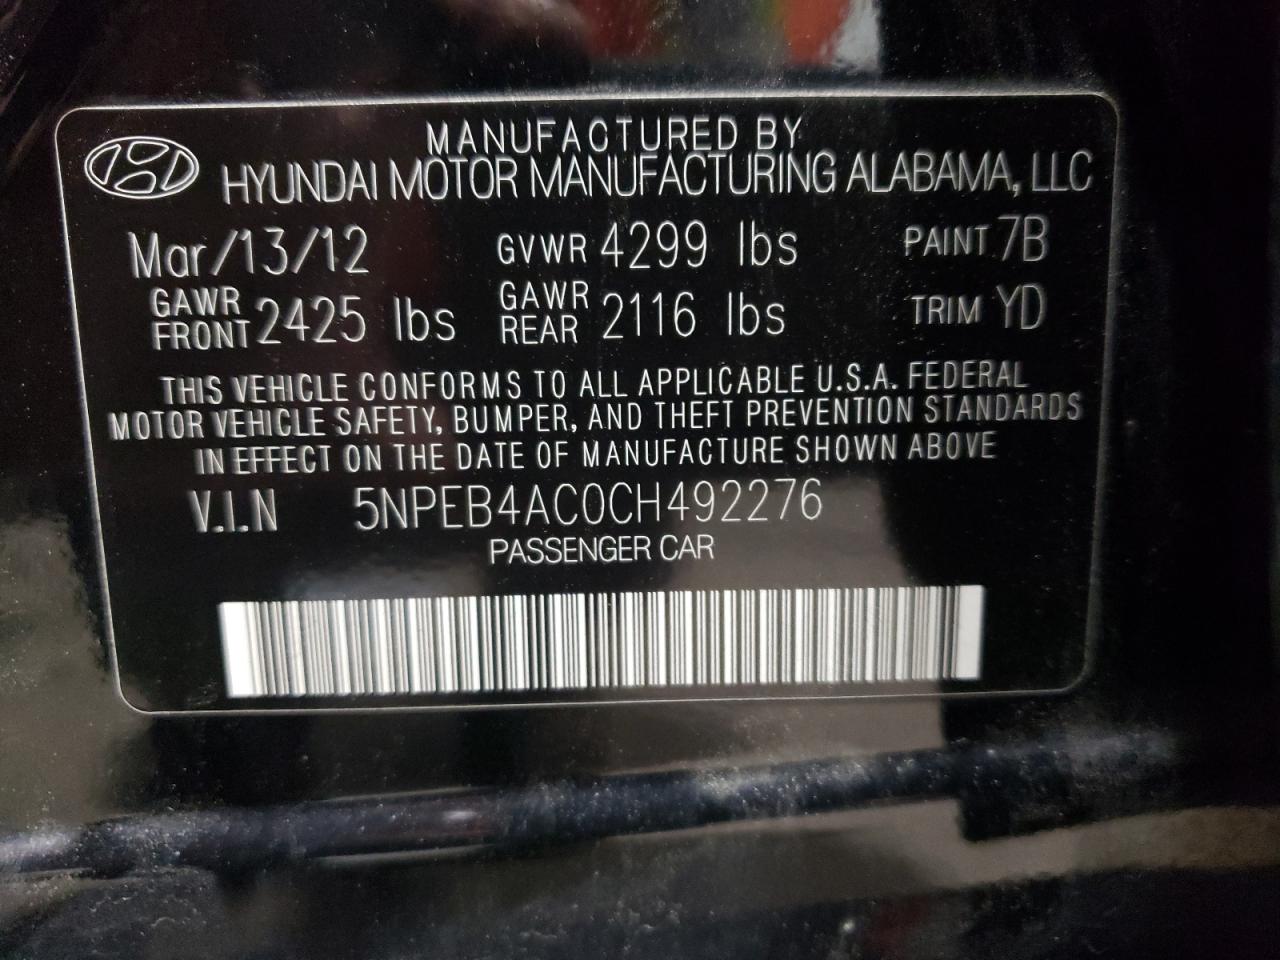 MANUFACTURED BY
HYUNDAI MOTOR MANUFACTURING ALABAMA, LLC
Mar/13/12 GVWR 4299 lbs PAINT 7B
GAWR FRONT 2425 lbs GAWR REAR 2116 lbs TRIM YD
THIS VEHICLE CONFORMS TO ALL APPLICABLE U.S.A. FEDERAL
MOTOR VEHICLE SAFETY, BUMPER, AND THEFT PREVENTION STANDARDS
IN EFFECT ON THE DATE OF MANUFACTURE SHOWN ABOVE
V.I.N 5NPEB4AC0CH492276
PASSENGER CAR